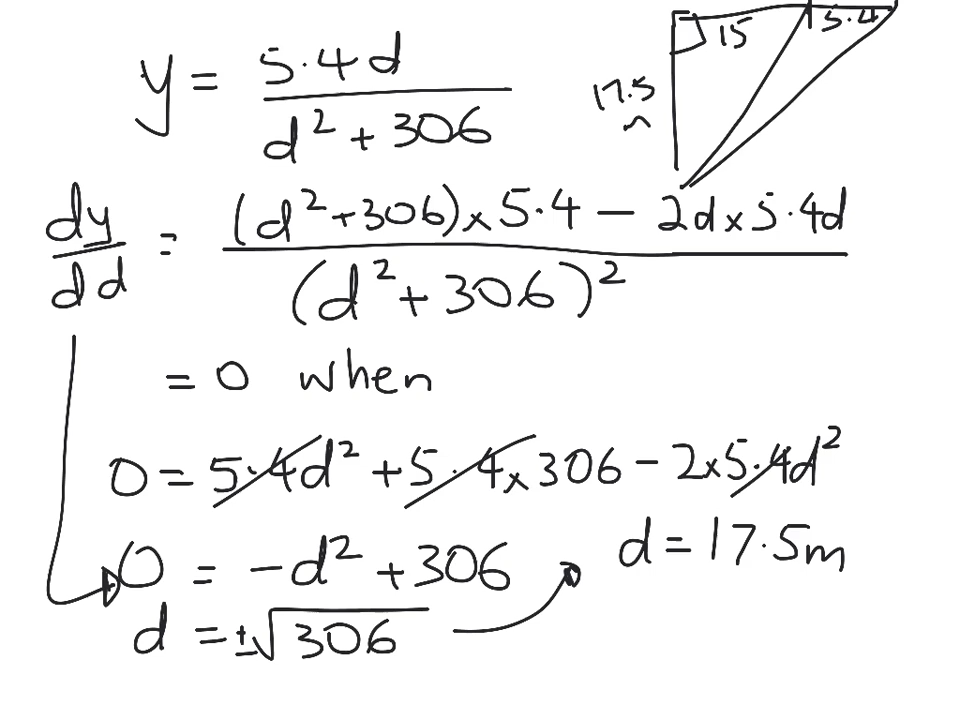 y = 5.4d / d² + 306
15
5.4
17.5
dy/dd = (d² + 306) × 5.4 − 2d × 5.4d / (d² + 306)²
= 0 when
0 = 5.4d² + 5.4 × 306 − 2 × 5.4d²
0 = −d² + 306
d = ±√306
d = 17.5m